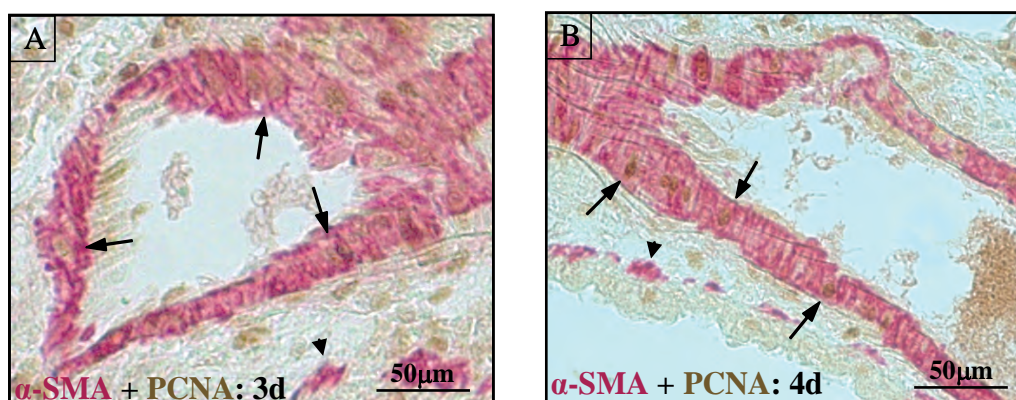 A
α-SMA + PCNA: 3d
50μm
B
α-SMA + PCNA: 4d
50μm